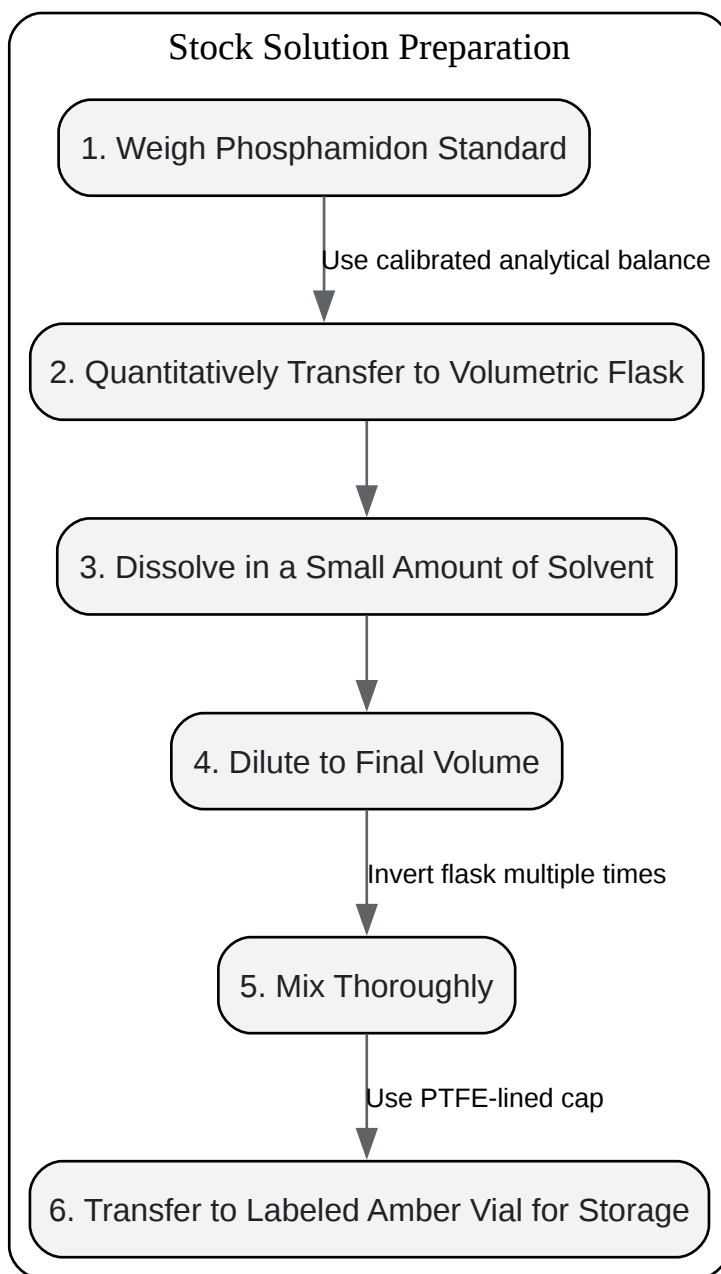 Stock Solution Preparation
1. Weigh Phosphamidon Standard
Use calibrated analytical balance
2. Quantitatively Transfer to Volumetric Flask
3. Dissolve in a Small Amount of Solvent
4. Dilute to Final Volume
Invert flask multiple times
5. Mix Thoroughly
Use PTFE-lined cap
6. Transfer to Labeled Amber Vial for Storage